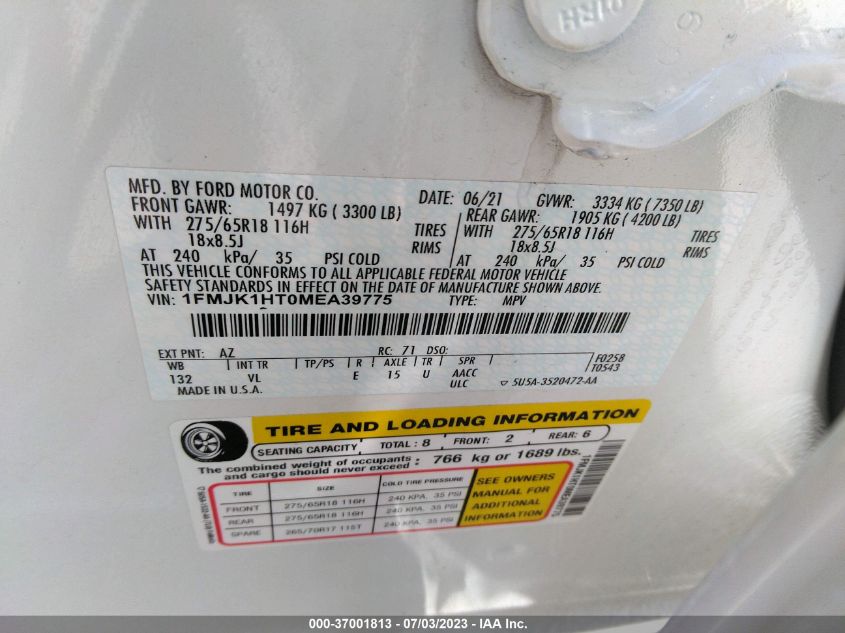 21RH
MFD. BY FORD MOTOR CO.
DATE: 06/21 GVWR: 3334 KG ( 7350 LB)
FRONT GAWR: 1497 KG ( 3300 LB)
REAR GAWR: 1905 KG ( 4200 LB)
WITH 275/65R18 116H TIRES
WITH 275/65R18 116H TIRES
18x8.5J RIMS
18x8.5J RIMS
AT 240 kPa/ 35 PSI COLD
AT 240 kPa/ 35 PSI COLD
THIS VEHICLE CONFORMS TO ALL APPLICABLE FEDERAL MOTOR VEHICLE
SAFETY STANDARDS IN EFFECT ON THE DATE OF MANUFACTURE SHOWN ABOVE.
VIN: 1FMJK1HT0MEA39775 TYPE: MPV
EXT PNT: AZ RC: 71 DSO:
WB INT TR TP/PS R AXLE TR SPR F0258
132 VL E 15 U AACC T0543
ULC 5U5A-3520472-AA
MADE IN U.S.A.
TIRE AND LOADING INFORMATION
SEATING CAPACITY TOTAL : 8 FRONT: 2 REAR: 6
The combined weight of occupants and cargo should never exceed : 766 kg or 1689 lbs.
TIRE SIZE COLD TIRE PRESSURE
FRONT 275/65R18 116H 240 KPA, 35 PSI
REAR 275/65R18 116H 240 KPA, 35 PSI
SPARE 265/70R17 115T 240 KPA, 35 PSI
SEE OWNERS
MANUAL FOR
ADDITIONAL
INFORMATION
1FMJK1HT0MEA39775
000-37001813 / 07/03/2023 - IAA Inc.